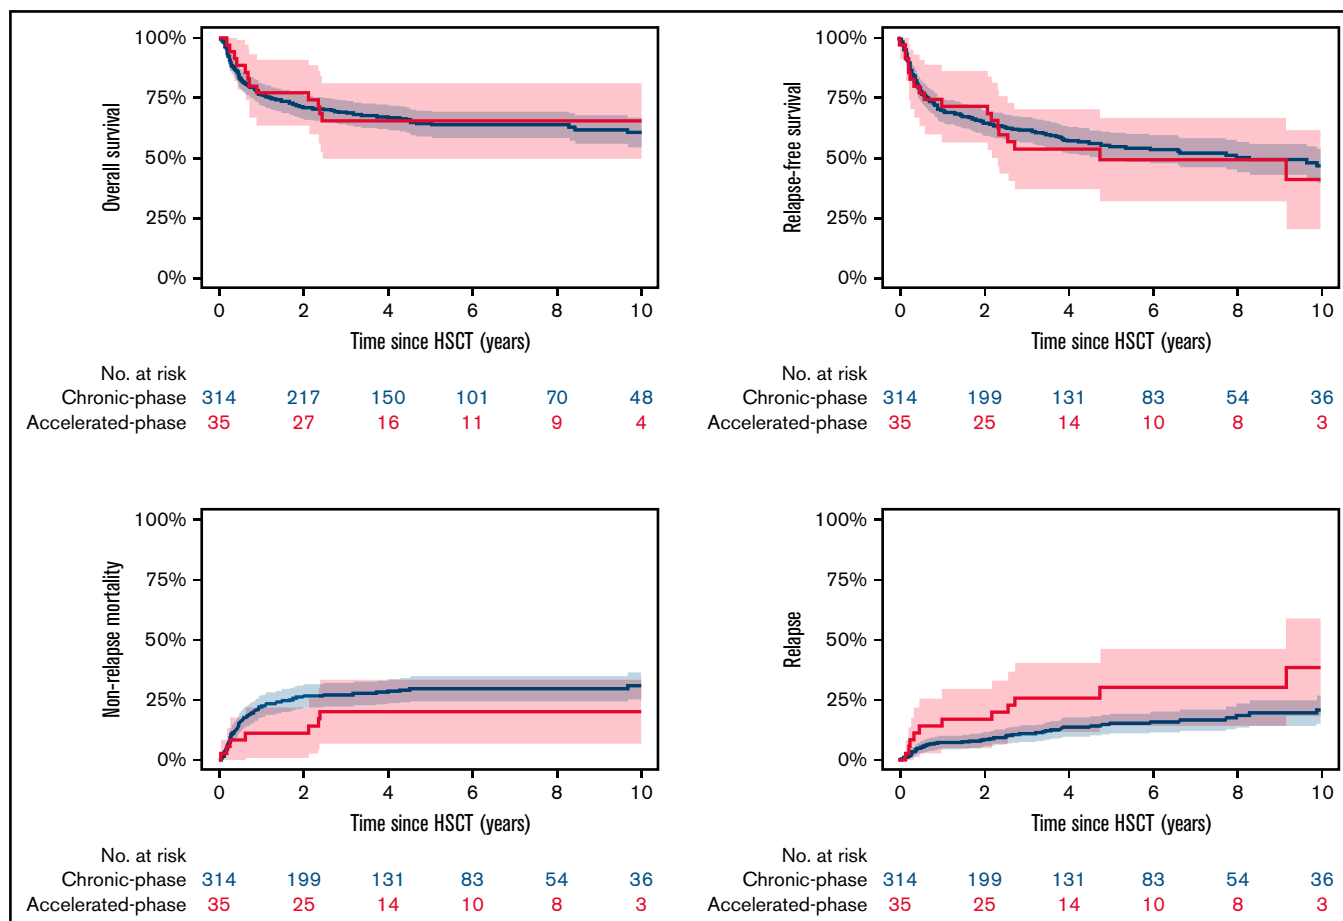 Overall survival
100%
75%
50%
25%
0%
0 2 4 6 8 10
Time since HSCT (years)
No. at risk
Chronic-phase 314 217 150 101 70 48
Accelerated-phase 35 27 16 11 9 4
Relapse-free survival
100%
75%
50%
25%
0%
0 2 4 6 8 10
Time since HSCT (years)
No. at risk
Chronic-phase 314 199 131 83 54 36
Accelerated-phase 35 25 14 10 8 3
Non-relapse mortality
100%
75%
50%
25%
0%
0 2 4 6 8 10
Time since HSCT (years)
No. at risk
Chronic-phase 314 199 131 83 54 36
Accelerated-phase 35 25 14 10 8 3
Relapse
100%
75%
50%
25%
0%
0 2 4 6 8 10
Time since HSCT (years)
No. at risk
Chronic-phase 314 199 131 83 54 36
Accelerated-phase 35 25 14 10 8 3